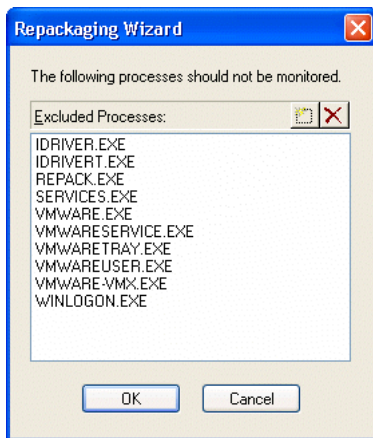 Repackaging Wizard
The following processes should not be monitored.
Excluded Processes:
IDRIVER.EXE
IDRIVERT.EXE
REPACK.EXE
SERVICES.EXE
VMWARE.EXE
VMWARESERVICE.EXE
VMWARETRAY.EXE
VMWAREUSER.EXE
VMWARE-VMX.EXE
WINLOGON.EXE
OK Cancel